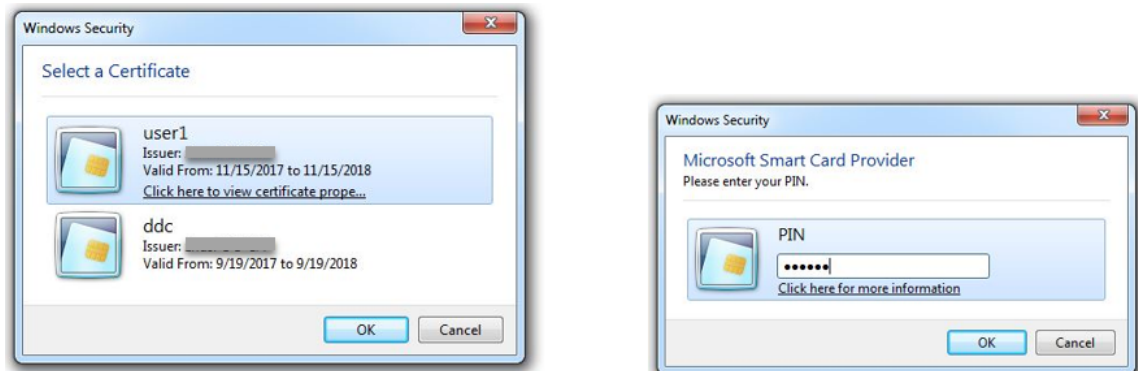 Windows Security
Select a Certificate
user1
Issuer:
Valid From: 11/15/2017 to 11/15/2018
Click here to view certificate prope...
ddc
Issuer:
Valid From: 9/19/2017 to 9/19/2018
OK Cancel
Windows Security
Microsoft Smart Card Provider
Please enter your PIN.
PIN
••••••
Click here for more information
OK Cancel